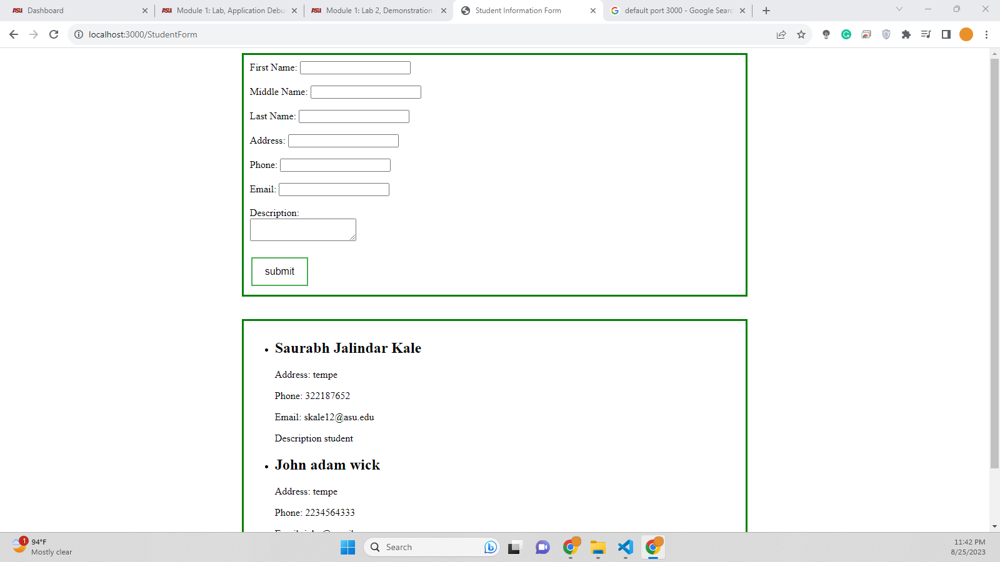 ASU Dashboard
ASU Module 1: Lab, Application Debu
ASU Module 1: Lab 2, Demonstration
Student Information Form
default port 3000 - Google Searc
localhost:3000/StudentForm
First Name:
Middle Name:
Last Name:
Address:
Phone:
Email:
Description:
submit
Saurabh Jalindar Kale
Address: tempe
Phone: 322187652
Email: skale12@asu.edu
Description student
John adam wick
Address: tempe
Phone: 2234564333
1
94°F
Mostly clear
Search
11:42 PM
8/25/2023